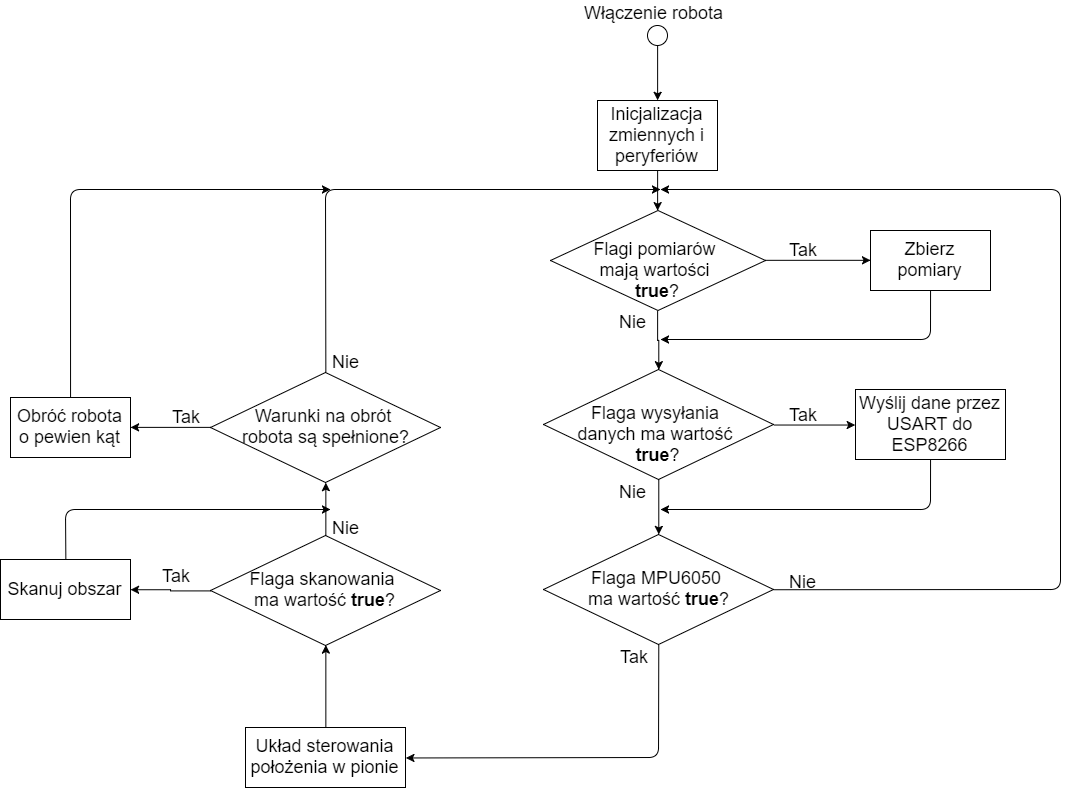 Włączenie robota
Inicjalizacja
zmiennych i
peryferiów
Flagi pomiarów
mają wartości
true?
Tak
Zbierz
pomiary
Nie
Flaga wysyłania
danych ma wartość
true?
Tak
Wyślij dane przez
USART do
ESP8266
Nie
Flaga MPU6050
ma wartość true?
Nie
Tak
Układ sterowania
położenia w pionie
Flaga skanowania
ma wartość true?
Tak
Skanuj obszar
Nie
Warunki na obrót
robota są spełnione?
Tak
Obróć robota
o pewien kąt
Nie